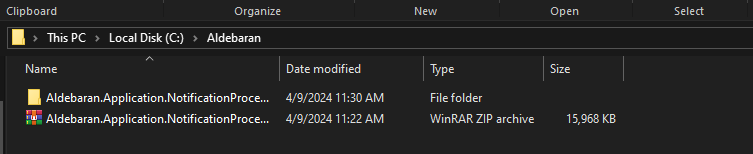 Clipboard Organize New Open Select
This PC > Local Disk (C:) > Aldebaran
Name Date modified Type Size
Aldebaran.Application.NotificationProce... 4/9/2024 11:30 AM File folder
Aldebaran.Application.NotificationProce... 4/9/2024 11:22 AM WinRAR ZIP archive 15,968 KB